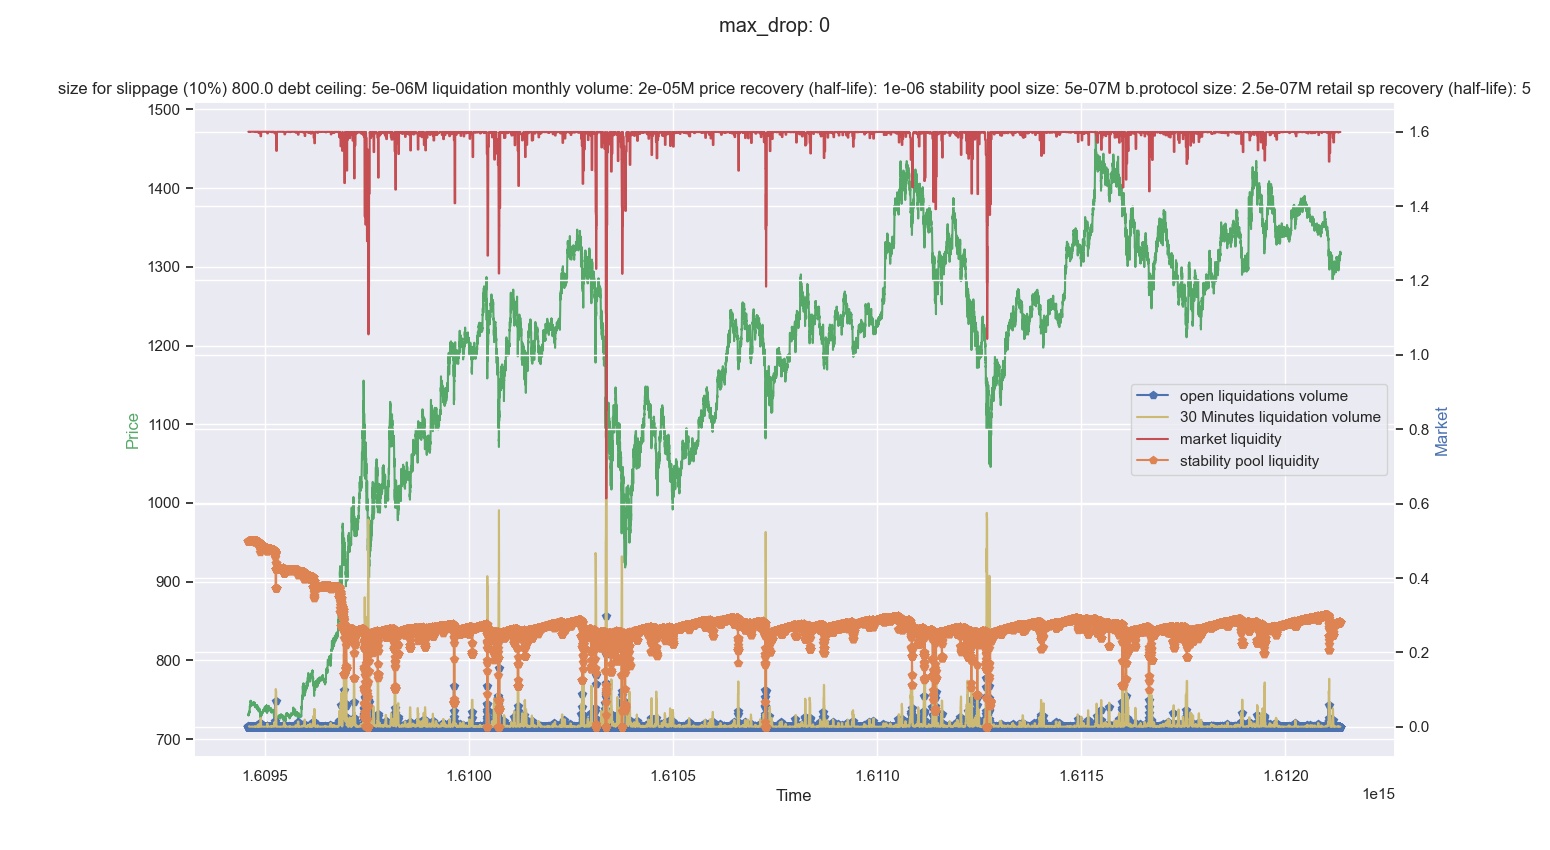 max_drop: 0
size for slippage (10%) 800.0 debt ceiling: 5e-06M liquidation monthly volume: 2e-05M price recovery (half-life): 1e-06 stability pool size: 5e-07M b.protocol size: 2.5e-07M retail sp recovery (half-life): 5
1500
1400
1300
1200
1100
1000
900
800
700
Price
1.6
1.4
1.2
1.0
0.8
0.6
0.4
0.2
0.0
Market
open liquidations volume
30 Minutes liquidation volume
market liquidity
stability pool liquidity
1.6095
1.6100
1.6105
1.6110
1.6115
1.6120
1e15
Time